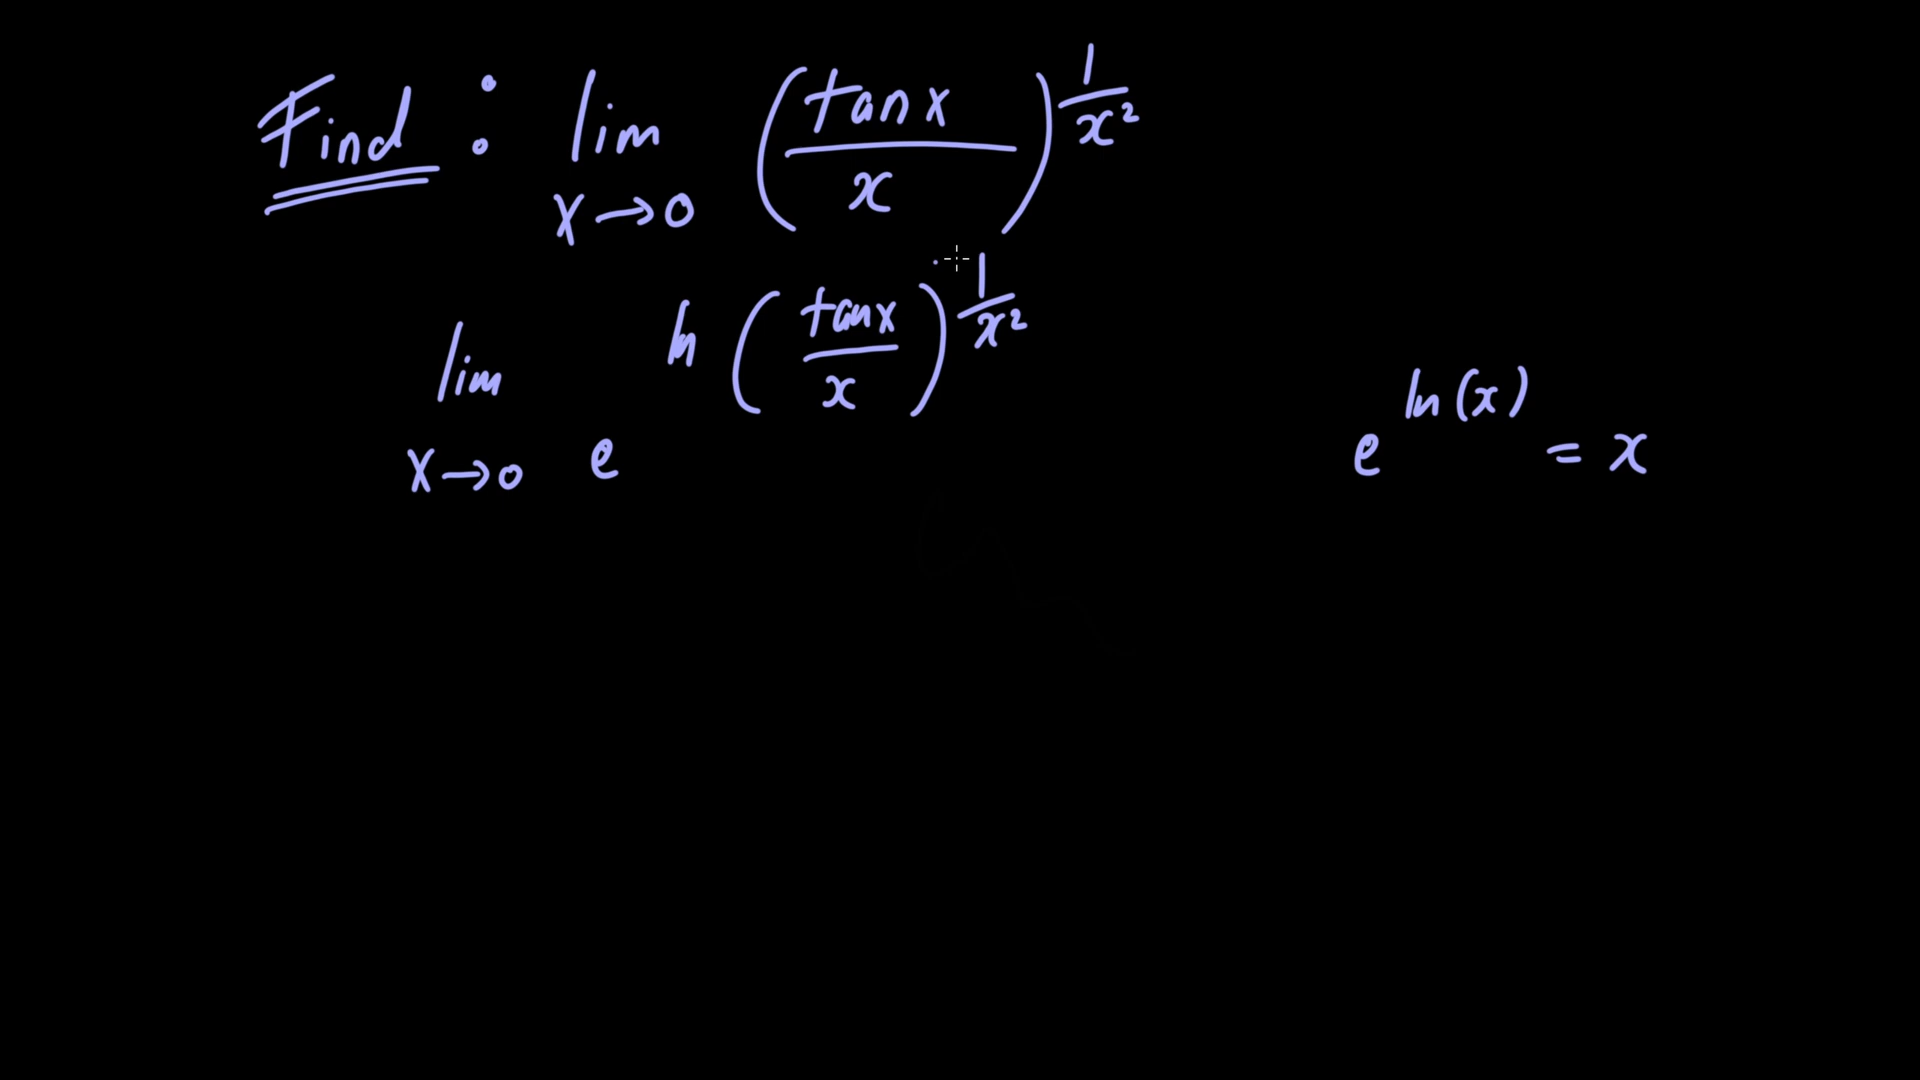 Find : lim x→0 (tan x / x)^(1/x²)
lim x→0 e^(ln (tan x / x)^(1/x²))
e^(ln(x)) = x